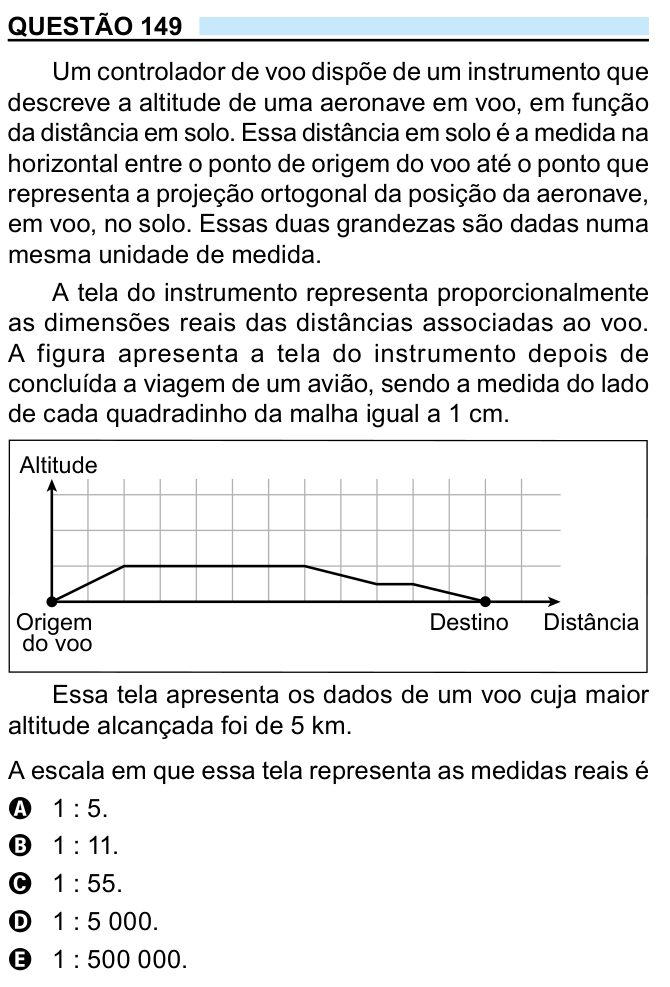 QUESTÃO 149
Um controlador de voo dispõe de um instrumento que
descreve a altitude de uma aeronave em voo, em função
da distância em solo. Essa distância em solo é a medida na
horizontal entre o ponto de origem do voo até o ponto que
representa a projeção ortogonal da posição da aeronave,
em voo, no solo. Essas duas grandezas são dadas numa
mesma unidade de medida.
A tela do instrumento representa proporcionalmente
as dimensões reais das distâncias associadas ao voo.
A figura apresenta a tela do instrumento depois de
concluída a viagem de um avião, sendo a medida do lado
de cada quadradinho da malha igual a 1 cm.
Altitude
Origem
do voo
Destino
Distância
Essa tela apresenta os dados de um voo cuja maior
altitude alcançada foi de 5 km.
A escala em que essa tela representa as medidas reais é
A 1 : 5.
B 1 : 11.
C 1 : 55.
D 1 : 5 000.
E 1 : 500 000.